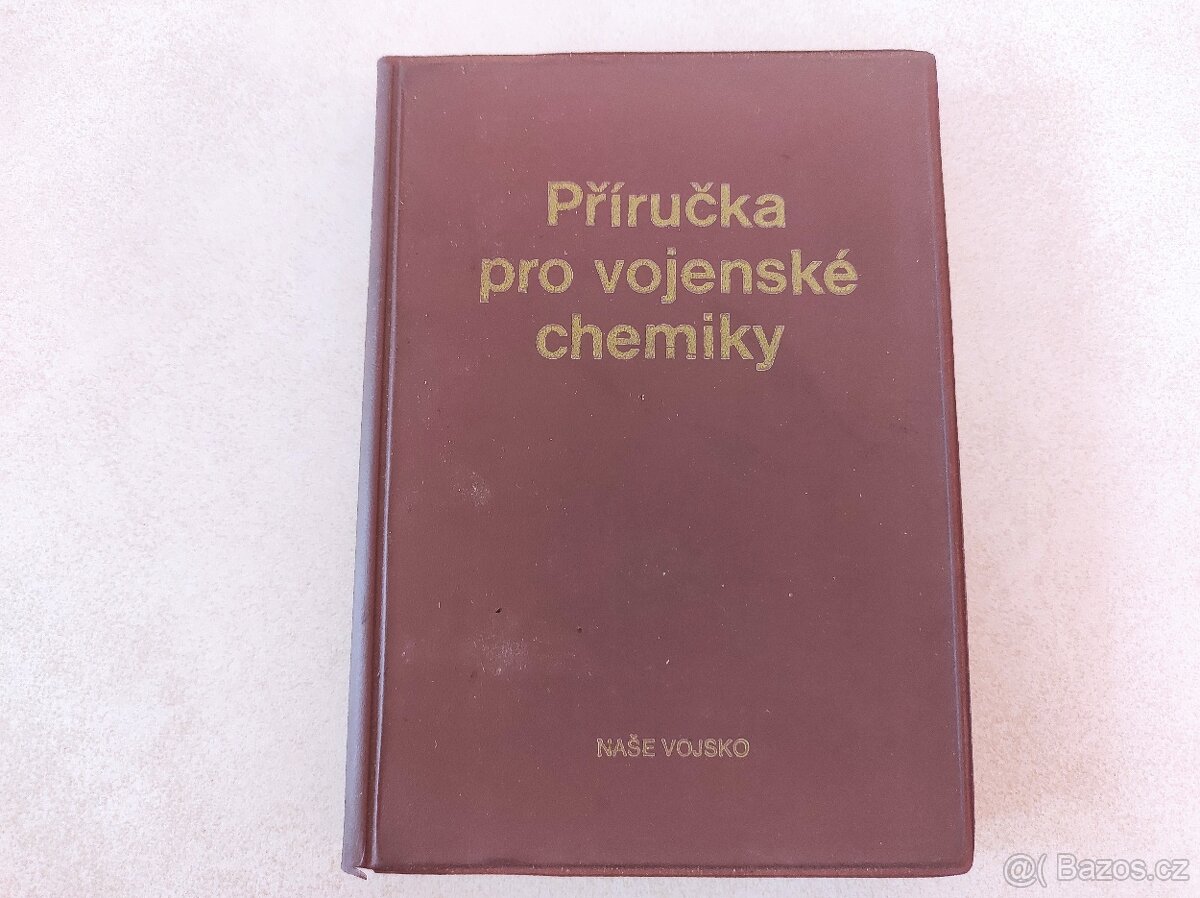 Příručka
pro vojenské
chemiky
NAŠE VOJSKO
@( Bazos.cz